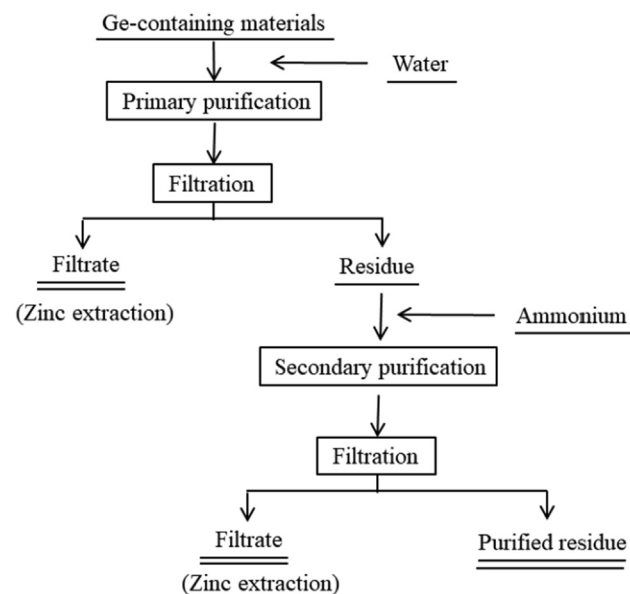 Ge-containing materials
Water
Primary purification
Filtration
Filtrate
(Zinc extraction)
Residue
Ammonium
Secondary purification
Filtration
Filtrate
(Zinc extraction)
Purified residue